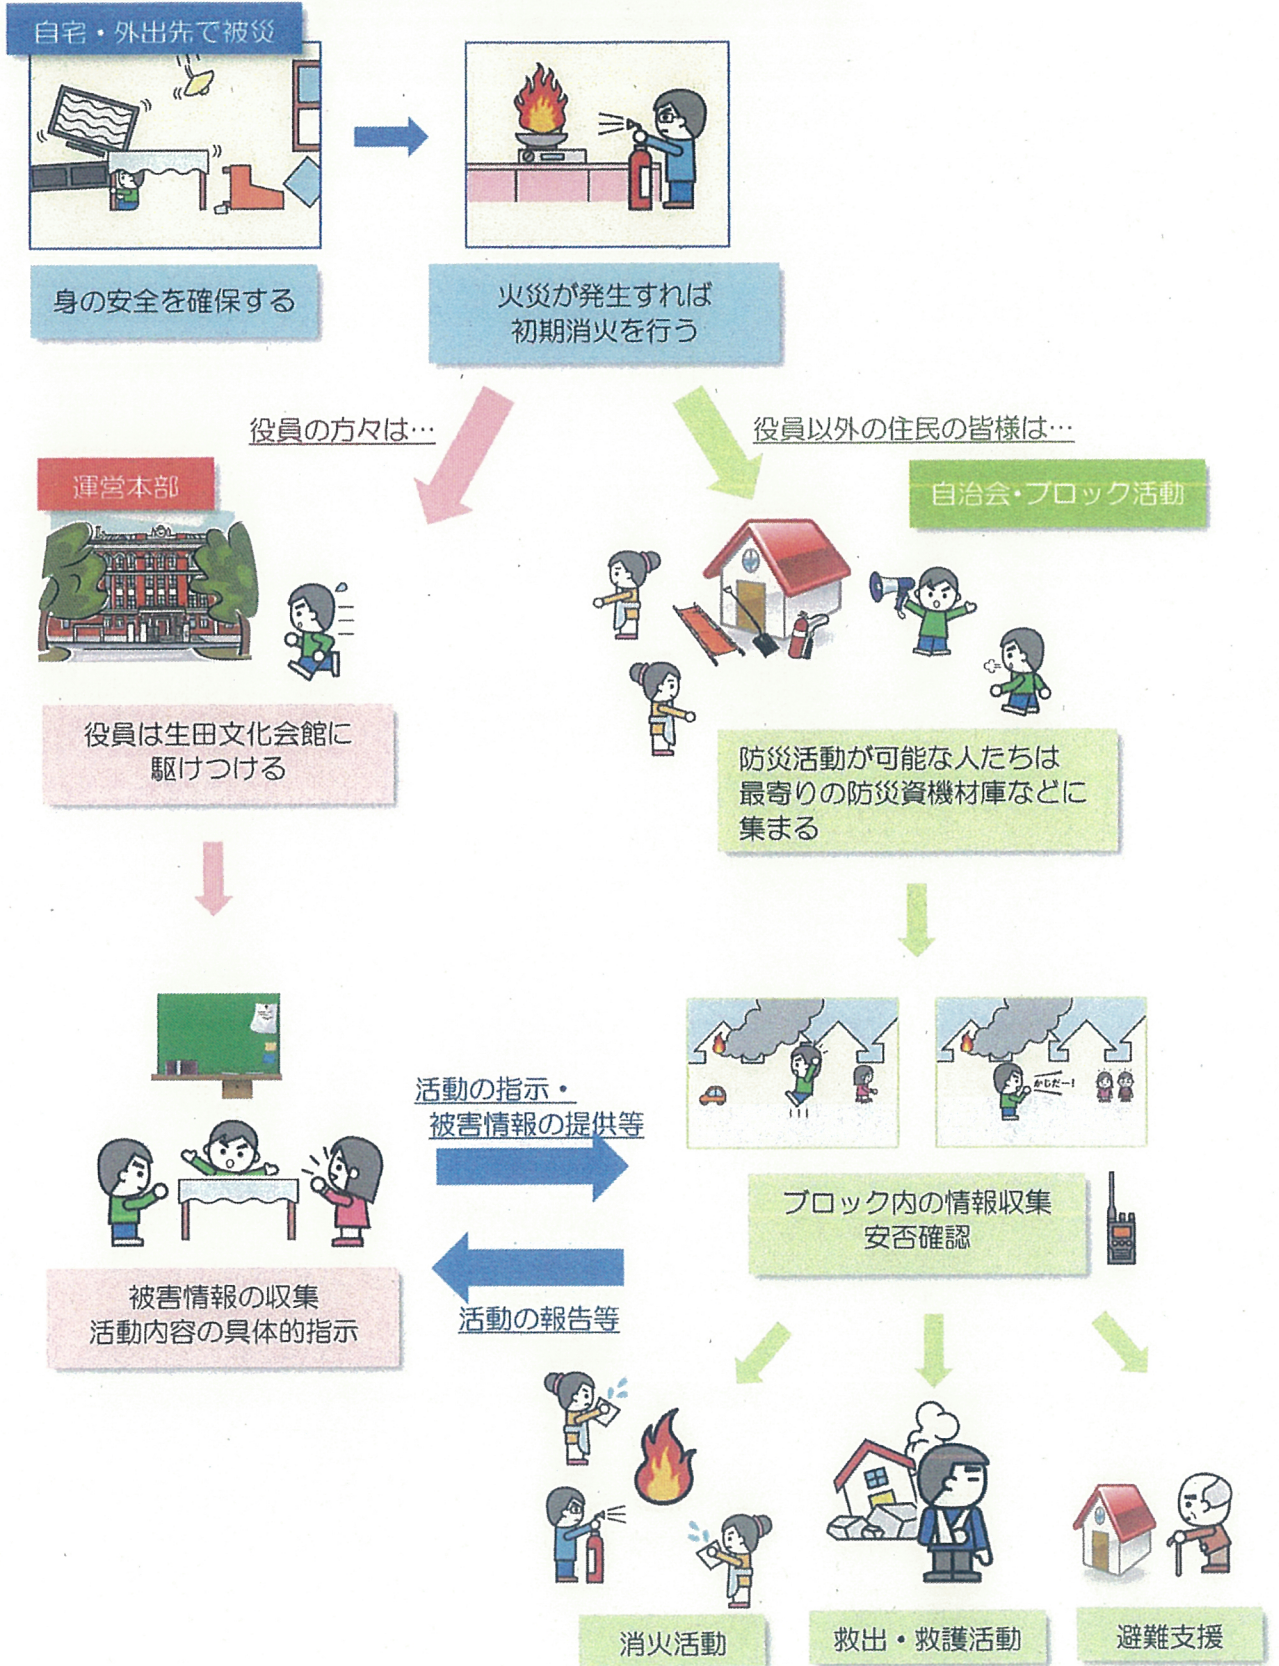 自宅・外出先で被災
身の安全を確保する
火災が発生すれば
初期消火を行う
役員の方々は…
役員以外の住民の皆様は…
運営本部
自治会・ブロック活動
役員は生田文化会館に
駆けつける
防災活動が可能な人たちは
最寄りの防災資機材庫などに
集まる
活動の指示・
被害情報の提供等
かじだー!
ブロック内の情報収集
安否確認
被害情報の収集
活動内容の具体的指示
活動の報告等
消火活動
救出・救護活動
避難支援